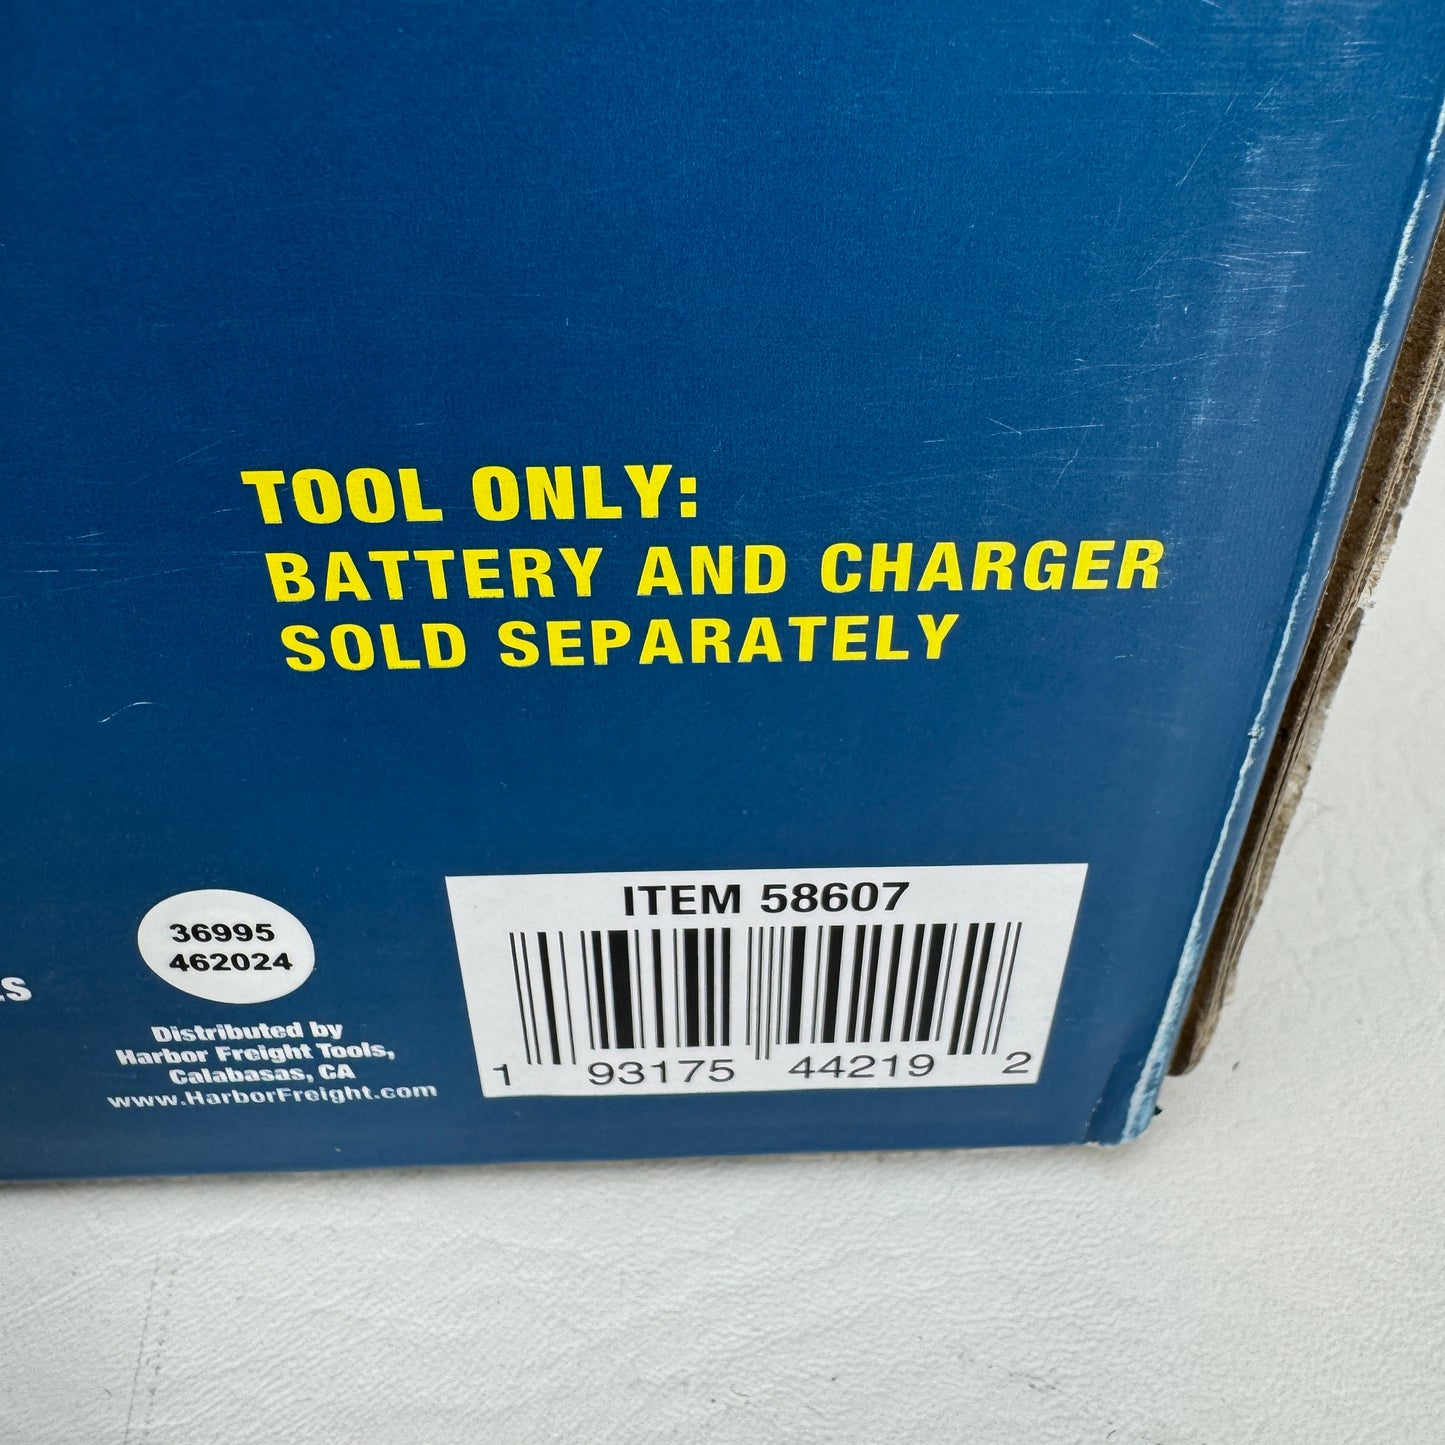 TOOL ONLY:
BATTERY AND CHARGER
SOLD SEPARATELY
ITEM 58607
1 93175 44219 2
36995
462024
Distributed by
Harbor Freight Tools,
Calabasas, CA
www.HarborFreight.com